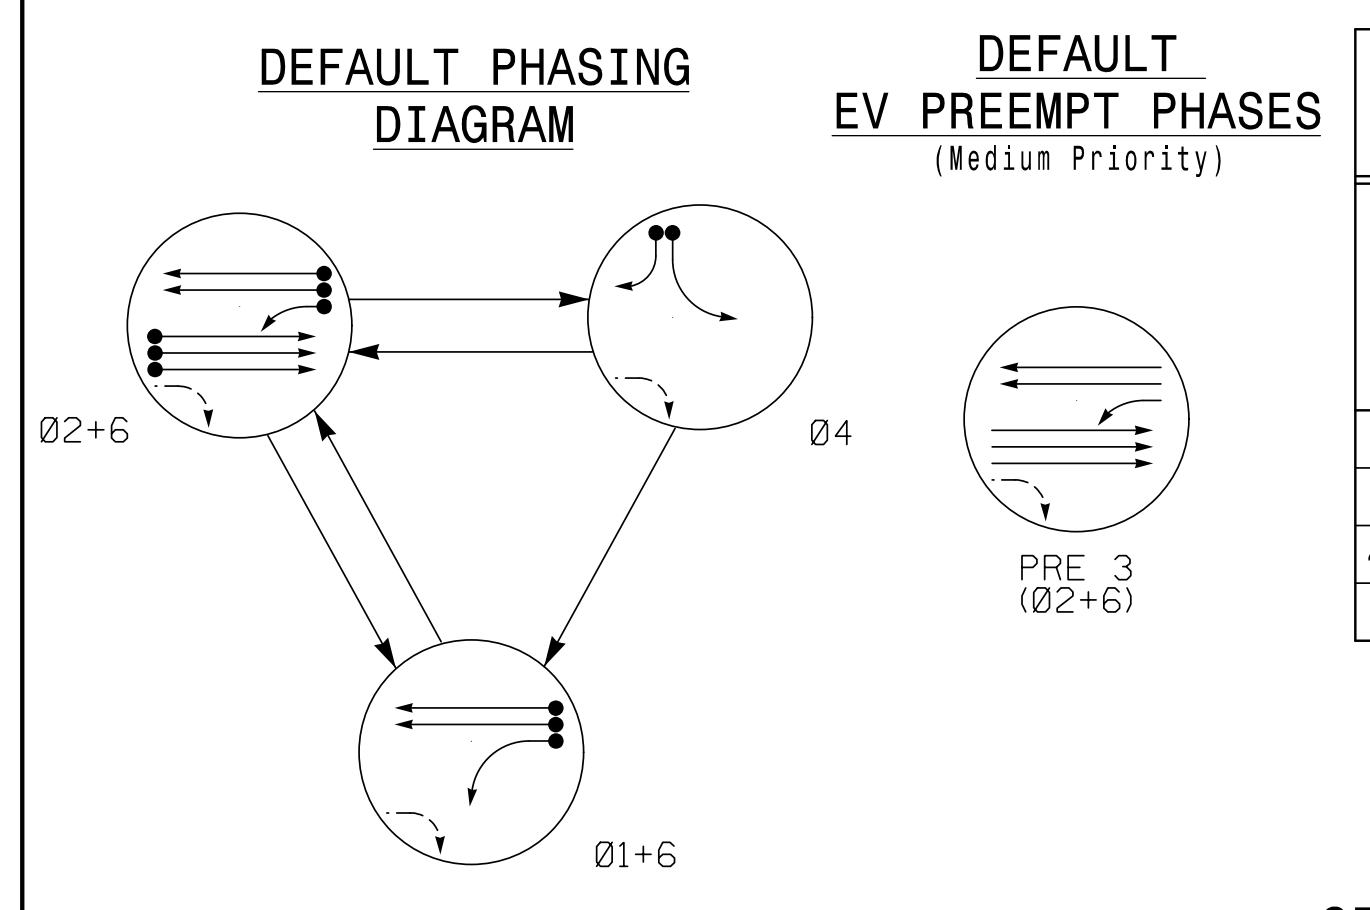 DEFAULT PHASING
DIAGRAM
DEFAULT
EV PREEMPT PHASES
(Medium Priority)
Ø2+6
Ø4
PRE 3
(Ø2+6)
Ø1+6